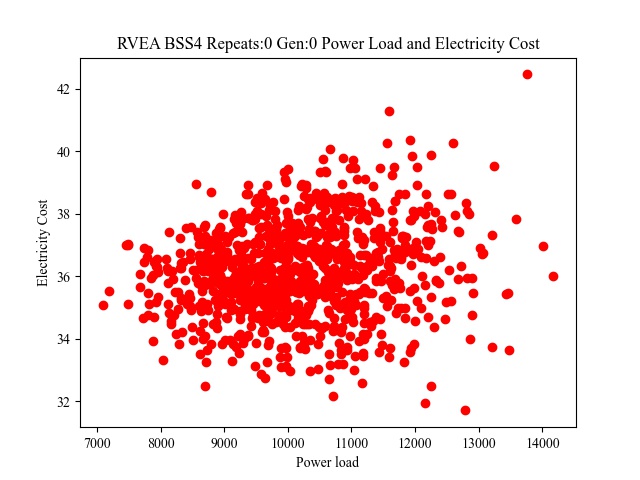 RVEA BSS4 Repeats:0 Gen:0 Power Load and Electricity Cost
42
40
38
36
34
32
Electricity Cost
7000 8000 9000 10000 11000 12000 13000 14000
Power load